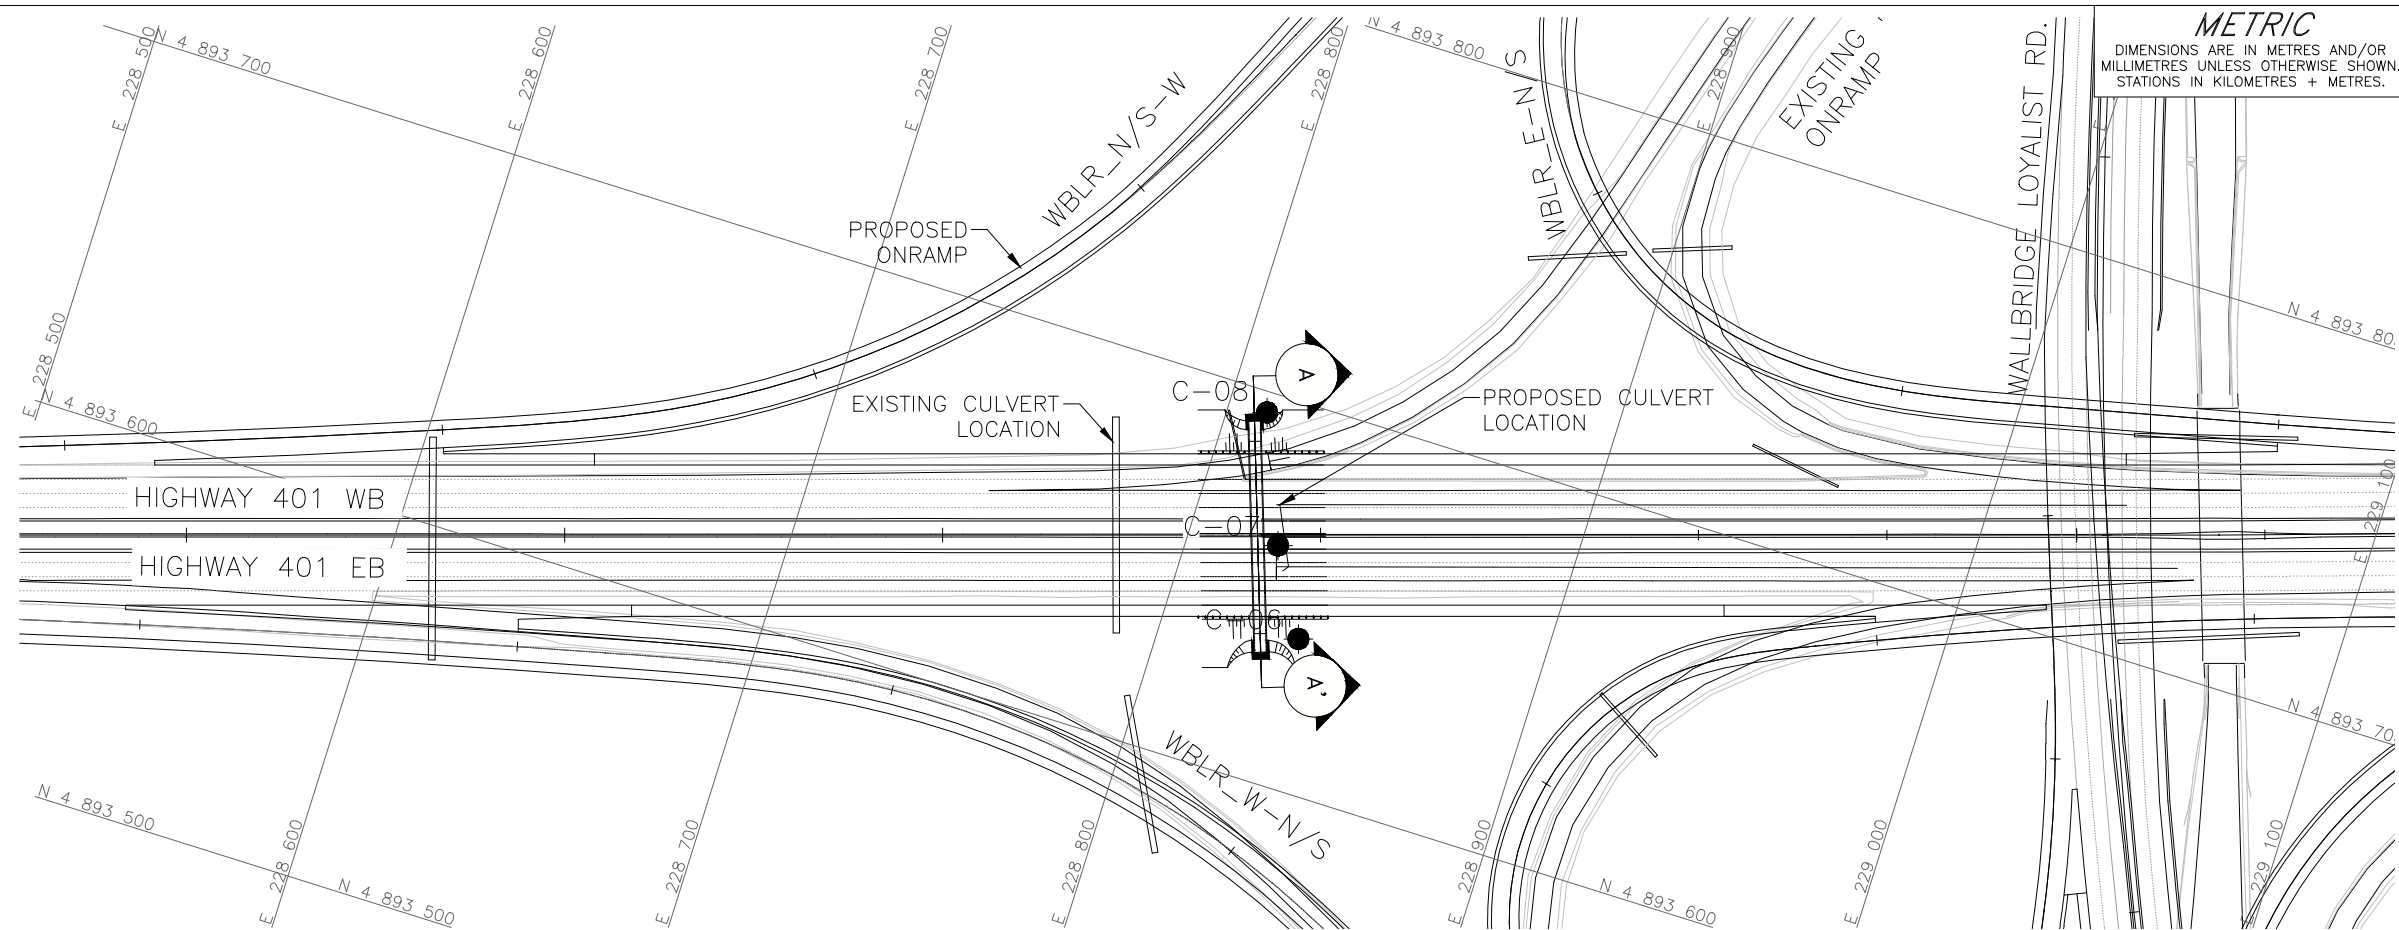 METRIC
DIMENSIONS ARE IN METRES AND/OR
MILLIMETRES UNLESS OTHERWISE SHOWN.
STATIONS IN KILOMETRES + METRES.
E 228 500
N 4 893 700
E 228 600
E 228 700
E 228 800
N 4 893 800
E 228 900
EXISTING
ONRAMP
WBLR_N/S-W
WBLR_E-N/S
WALLBRIDGE LOYALIST RD.
E
PROPOSED
ONRAMP
N 4 893 80
E 228 500
N 4 893 600
A
C-08
EXISTING CULVERT
LOCATION
PROPOSED CULVERT
LOCATION
HIGHWAY 401 WB
C-07
E 229 100
HIGHWAY 401 EB
C-06
A'
N 4 893 70
WBLR_W-N/S
N 4 893 500
E 228 600
N 4 893 500
E 228 700
E 228 800
E 228 900
N 4 893 600
E 229 000
E 229 100